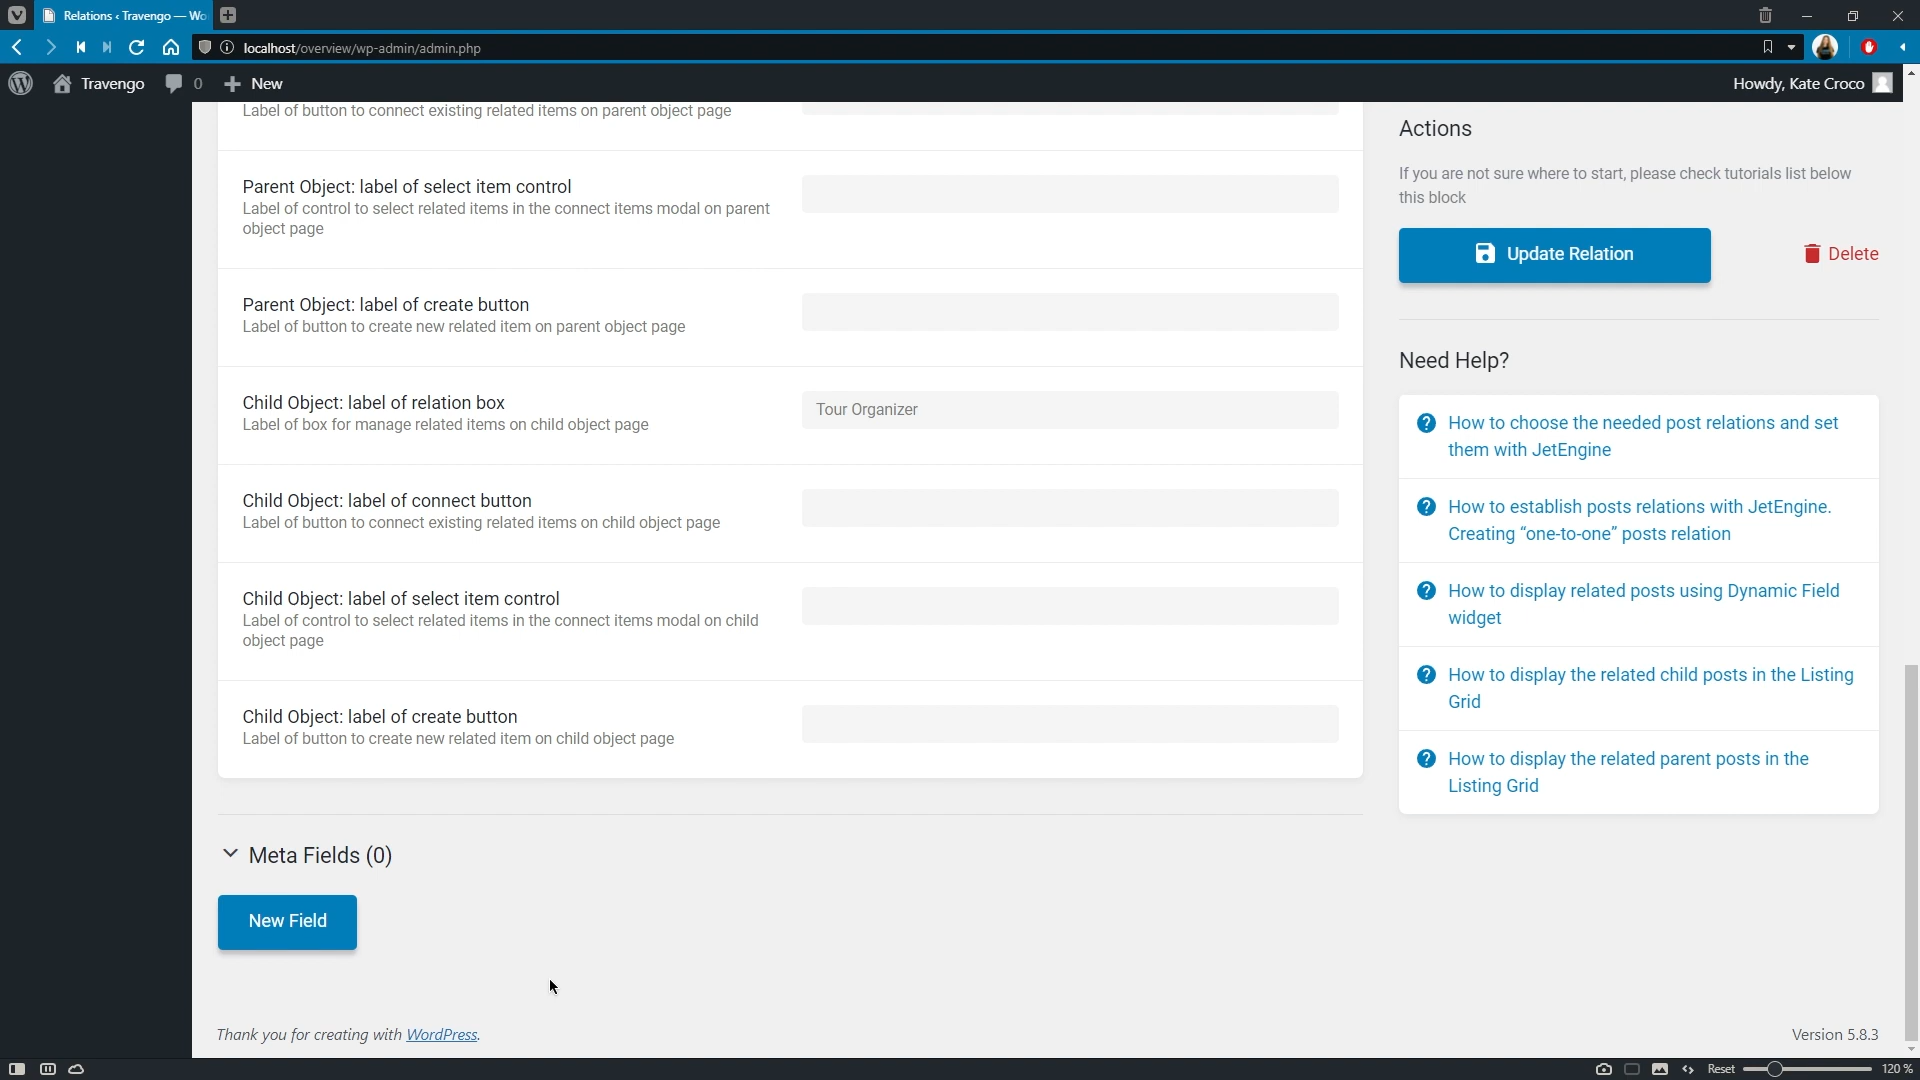 Relations ‹ Travengo — Wo
localhost/overview/wp-admin/admin.php
Travengo
0
New
Howdy, Kate Croco
Label of button to connect existing related items on parent object page
Parent Object: label of select item control
Label of control to select related items in the connect items modal on parent
object page
Parent Object: label of create button
Label of button to create new related item on parent object page
Child Object: label of relation box
Label of box for manage related items on child object page
Tour Organizer
Child Object: label of connect button
Label of button to connect existing related items on child object page
Child Object: label of select item control
Label of control to select related items in the connect items modal on child
object page
Child Object: label of create button
Label of button to create new related item on child object page
Meta Fields (0)
New Field
Actions
If you are not sure where to start, please check tutorials list below
this block
Update Relation
Delete
Need Help?
How to choose the needed post relations and set
them with JetEngine
How to establish posts relations with JetEngine.
Creating “one-to-one” posts relation
How to display related posts using Dynamic Field
widget
How to display the related child posts in the Listing
Grid
How to display the related parent posts in the
Listing Grid
Thank you for creating with WordPress.
Version 5.8.3
Reset
120 %